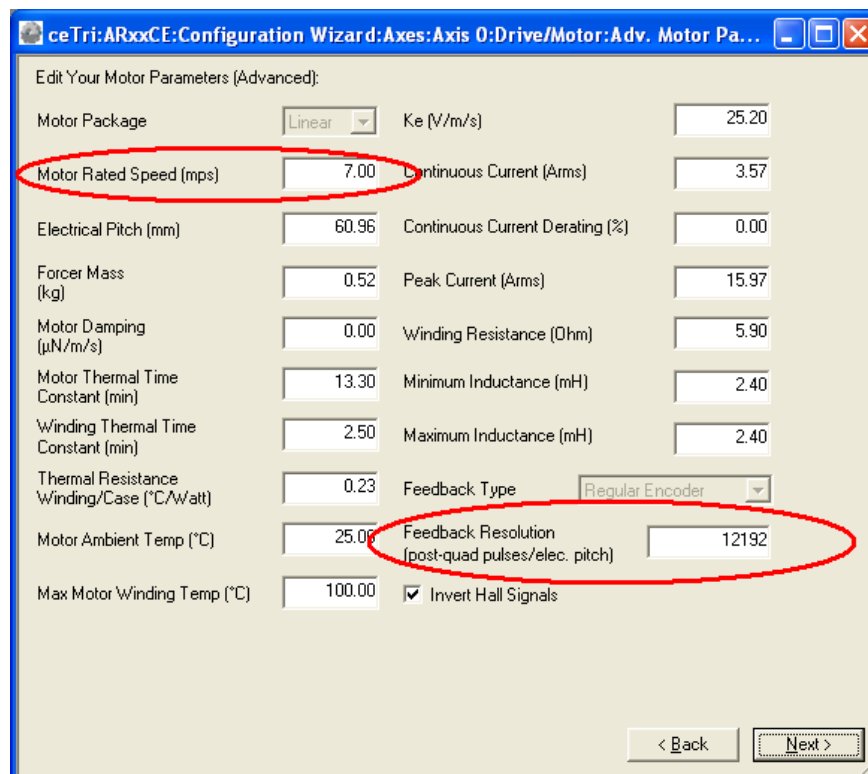 ceTri:ARxxCE:Configuration Wizard:Axes:Axis 0:Drive/Motor:Adv. Motor Pa...
Edit Your Motor Parameters (Advanced):
Motor Package Linear
Motor Rated Speed (mps) 7.00
Electrical Pitch (mm) 60.96
Forcer Mass
(kg) 0.52
Motor Damping
(µN/m/s) 0.00
Motor Thermal Time
Constant (min) 13.30
Winding Thermal Time
Constant (min) 2.50
Thermal Resistance
Winding/Case (°C/Watt) 0.23
Motor Ambient Temp (°C) 25.00
Max Motor Winding Temp (°C) 100.00
Ke (V/m/s) 25.20
Continuous Current (Arms) 3.57
Continuous Current Derating (%) 0.00
Peak Current (Arms) 15.97
Winding Resistance (Ohm) 5.90
Minimum Inductance (mH) 2.40
Maximum Inductance (mH) 2.40
Feedback Type Regular Encoder
Feedback Resolution
(post-quad pulses/elec. pitch) 12192
Invert Hall Signals
< Back Next >